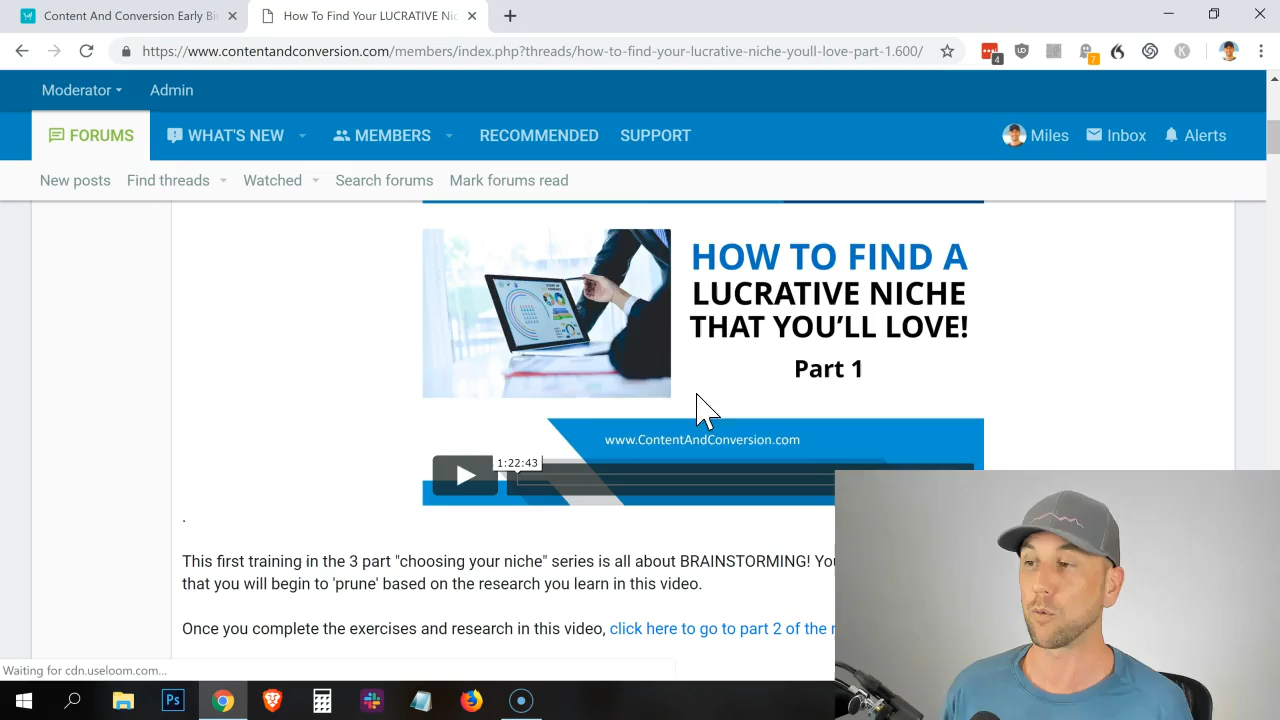 Content And Conversion Early Bi
How To Find Your LUCRATIVE Nic
https://www.contentandconversion.com/members/index.php?threads/how-to-find-your-lucrative-niche-youll-love-part-1.600/
4
7
K
Moderator
Admin
FORUMS
WHAT'S NEW
MEMBERS
RECOMMENDED
SUPPORT
Miles
Inbox
Alerts
New posts
Find threads
Watched
Search forums
Mark forums read
HOW TO FIND A
LUCRATIVE NICHE
THAT YOU'LL LOVE!
Part 1
www.ContentAndConversion.com
1:22:43
.
This first training in the 3 part "choosing your niche" series is all about BRAINSTORMING! You
that you will begin to 'prune' based on the research you learn in this video.
Once you complete the exercises and research in this video, click here to go to part 2 of the
Waiting for cdn.useloom.com...
Ps